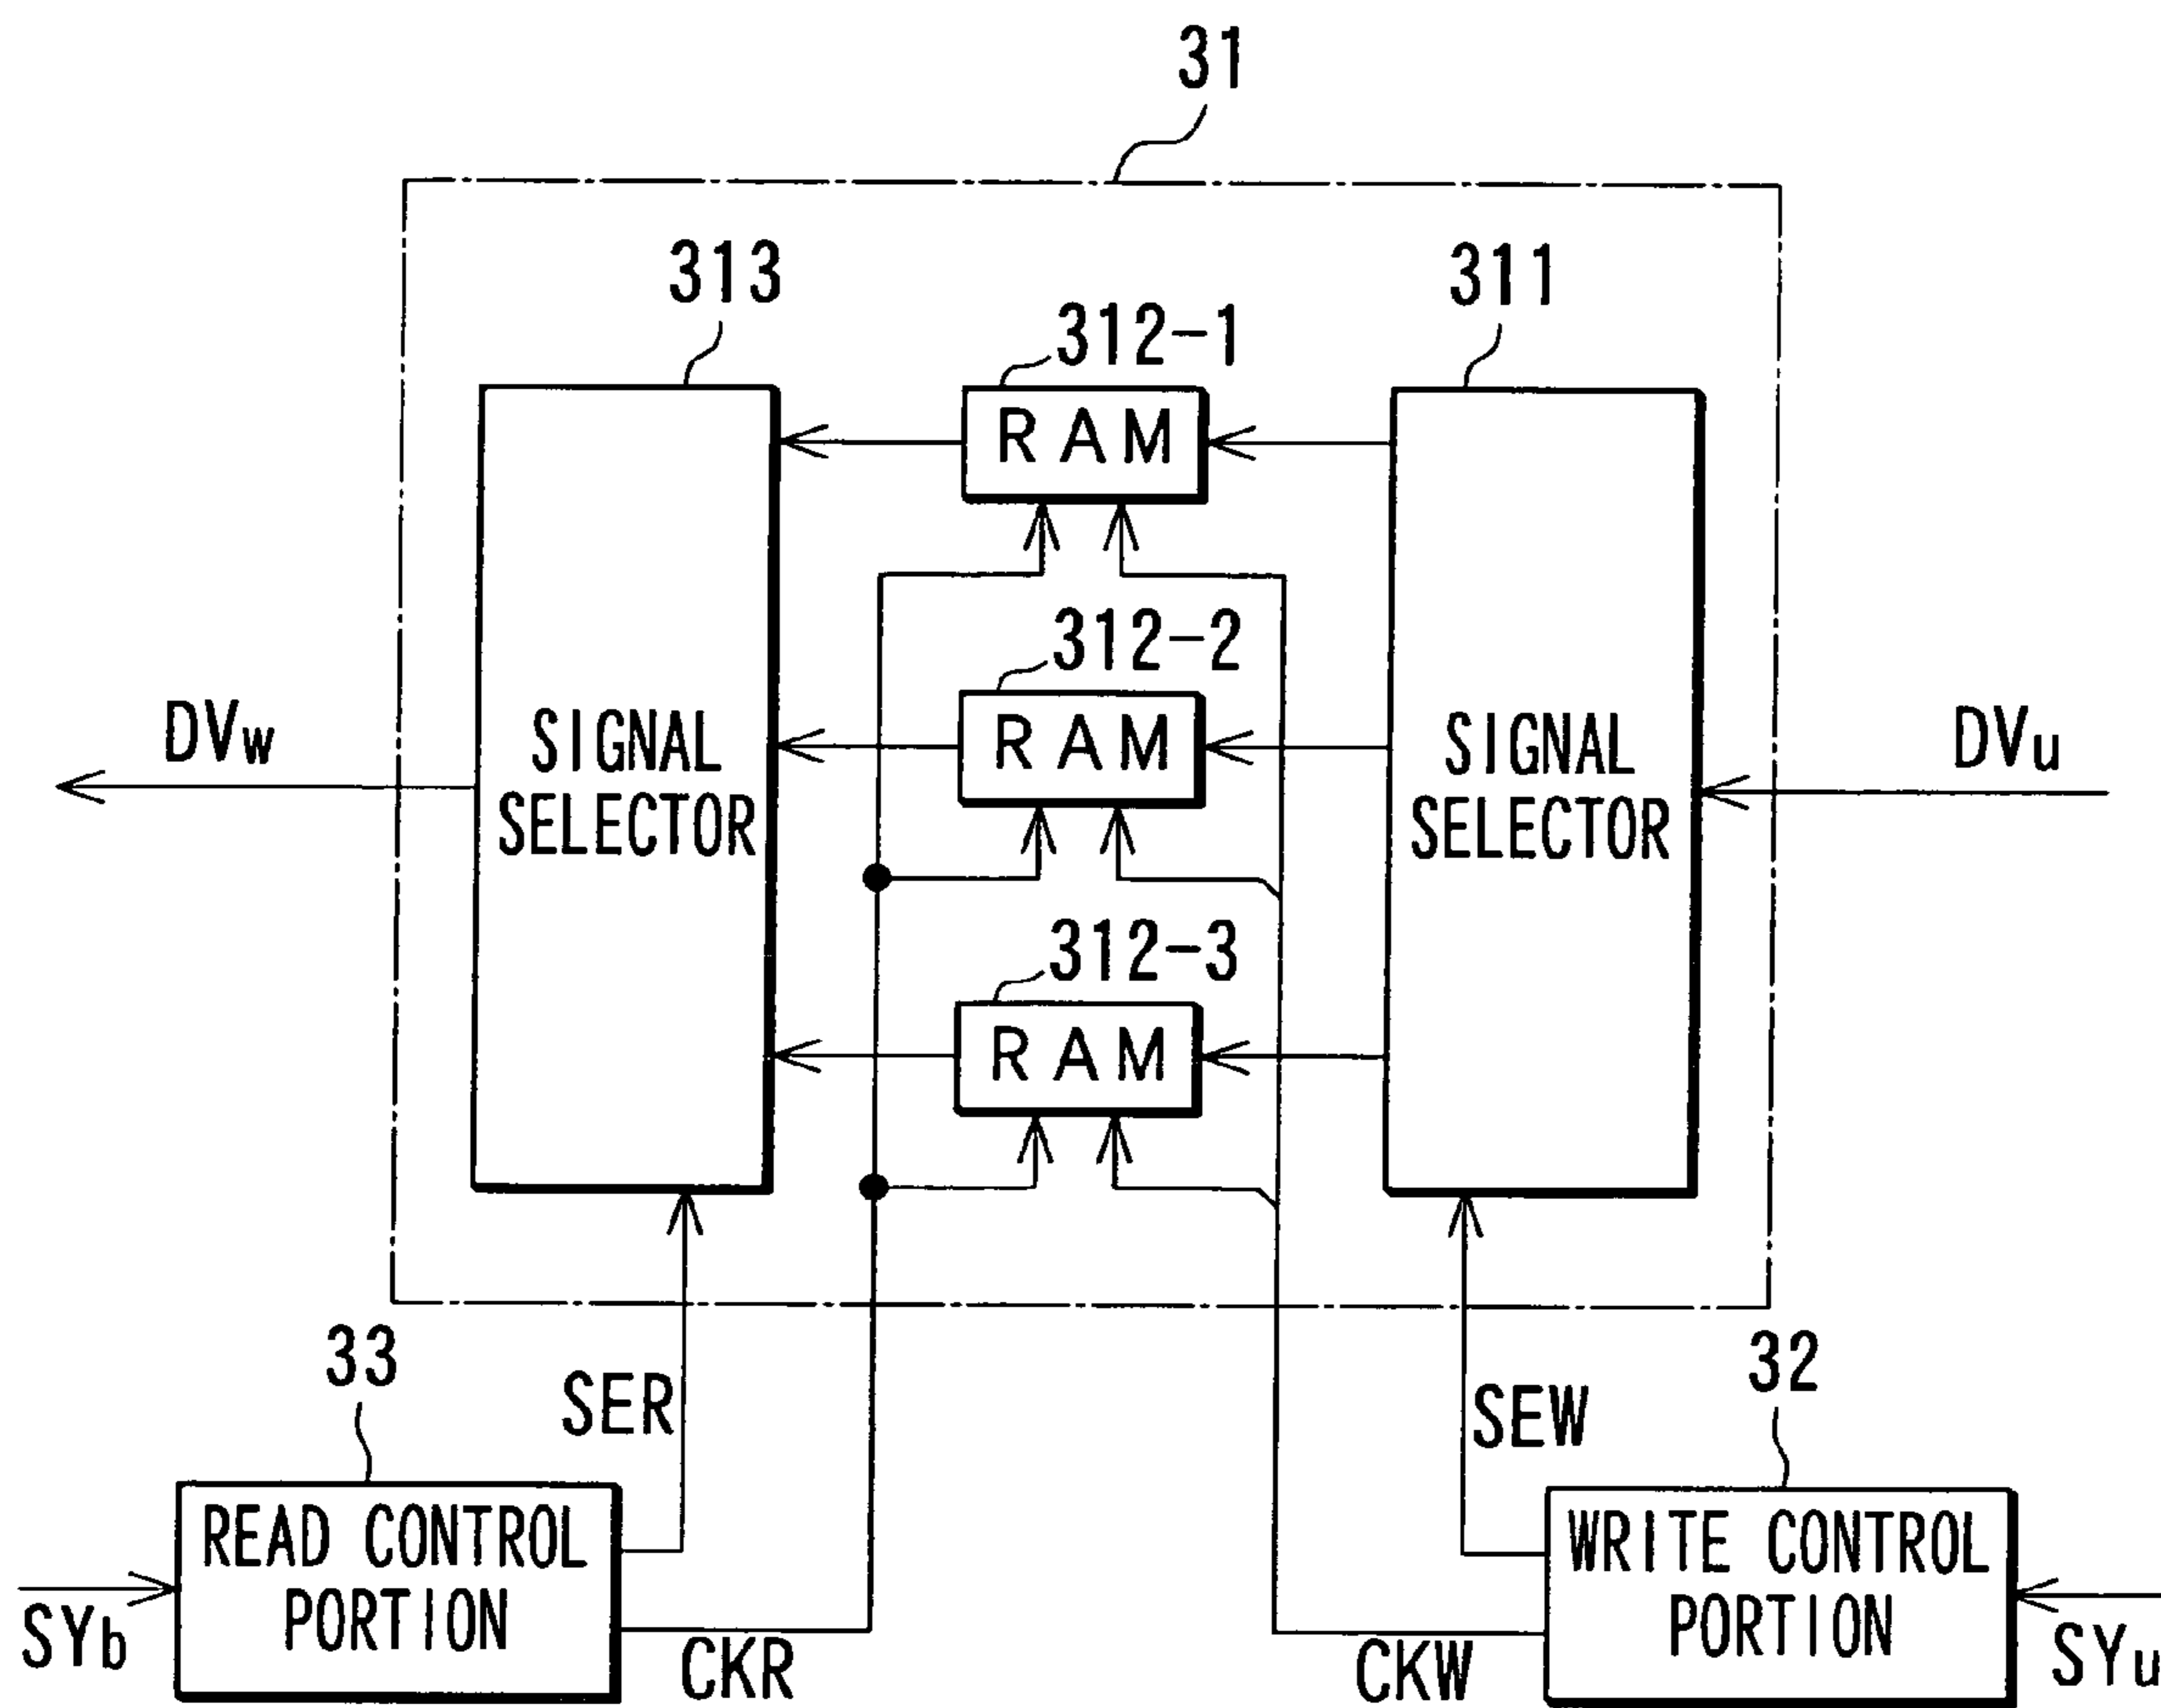 31
313
311
312-1
RAM
312-2
RAM
DVw
SIGNAL
SELECTOR
SIGNAL
SELECTOR
DVu
312-3
RAM
33
SER
SEW
32
READ CONTROL
PORTION
WRITE CONTROL
PORTION
SYb
CKR
CKW
SYu